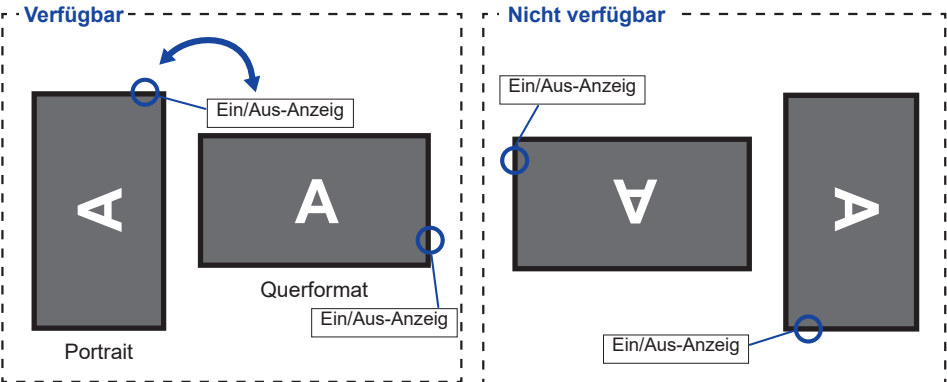 Verfügbar
Ein/Aus-Anzeig
A
A
Querformat
Ein/Aus-Anzeig
Portrait
Nicht verfügbar
Ein/Aus-Anzeig
A
A
Ein/Aus-Anzeig